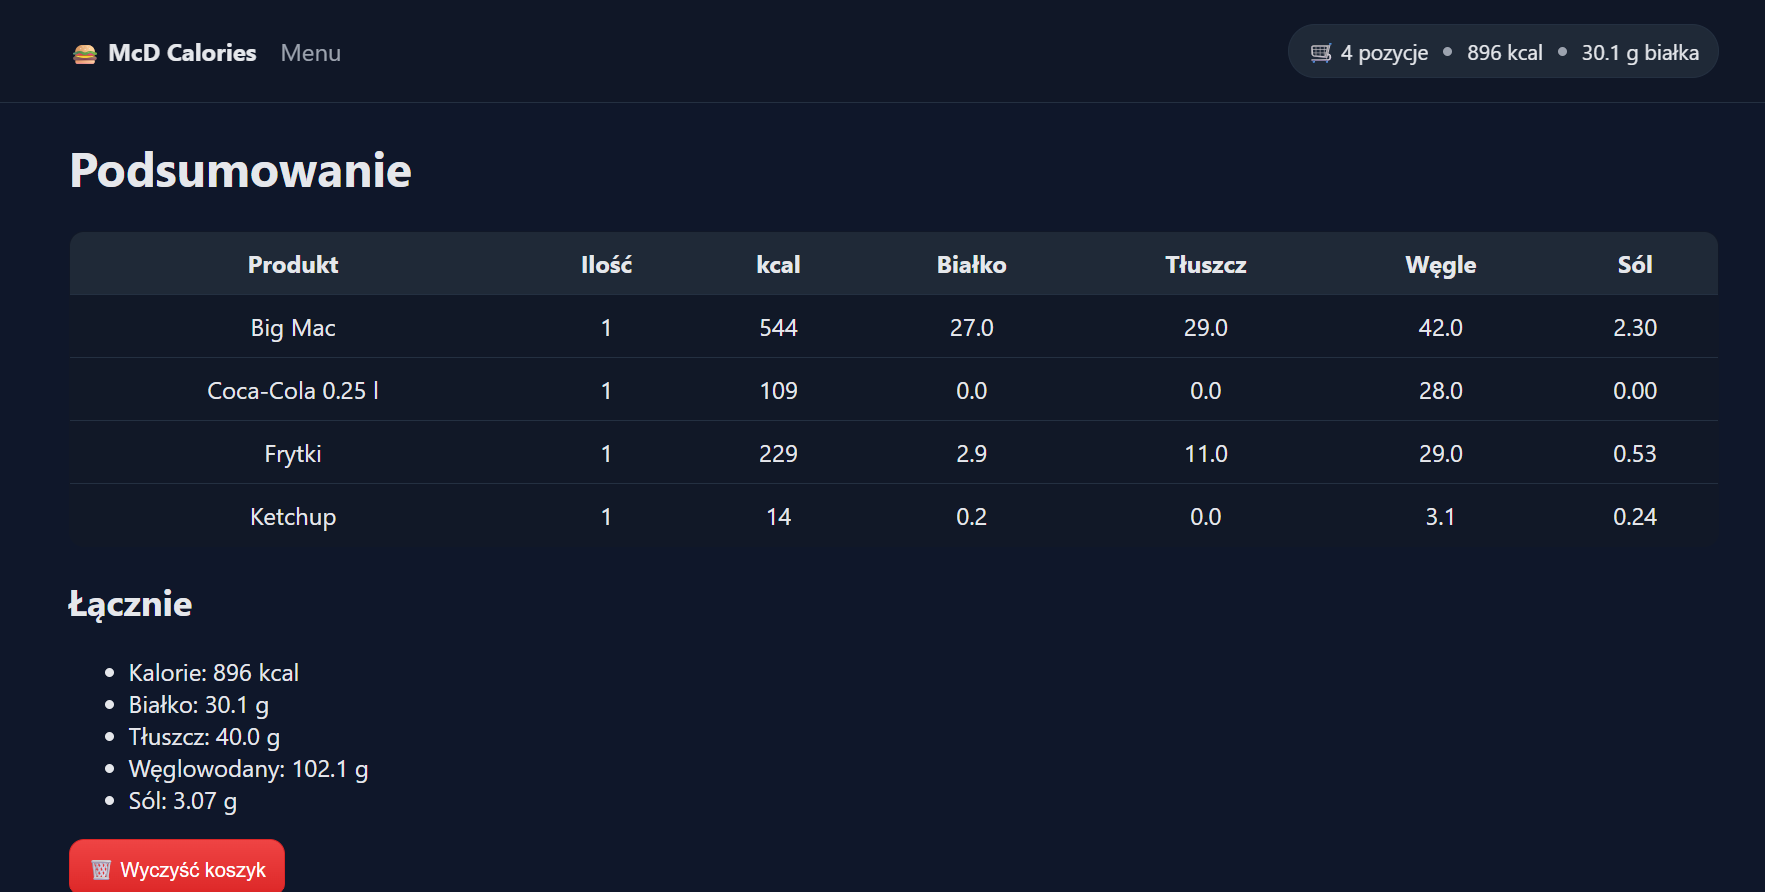 McD Calories Menu 4 pozycje • 896 kcal • 30.1 g białka
Podsumowanie
Produkt Ilość kcal Białko Tłuszcz Węgle Sól
Big Mac 1 544 27.0 29.0 42.0 2.30
Coca-Cola 0.25 l 1 109 0.0 0.0 28.0 0.00
Frytki 1 229 2.9 11.0 29.0 0.53
Ketchup 1 14 0.2 0.0 3.1 0.24
Łącznie
• Kalorie: 896 kcal
• Białko: 30.1 g
• Tłuszcz: 40.0 g
• Węglowodany: 102.1 g
• Sól: 3.07 g
Wyczyść koszyk